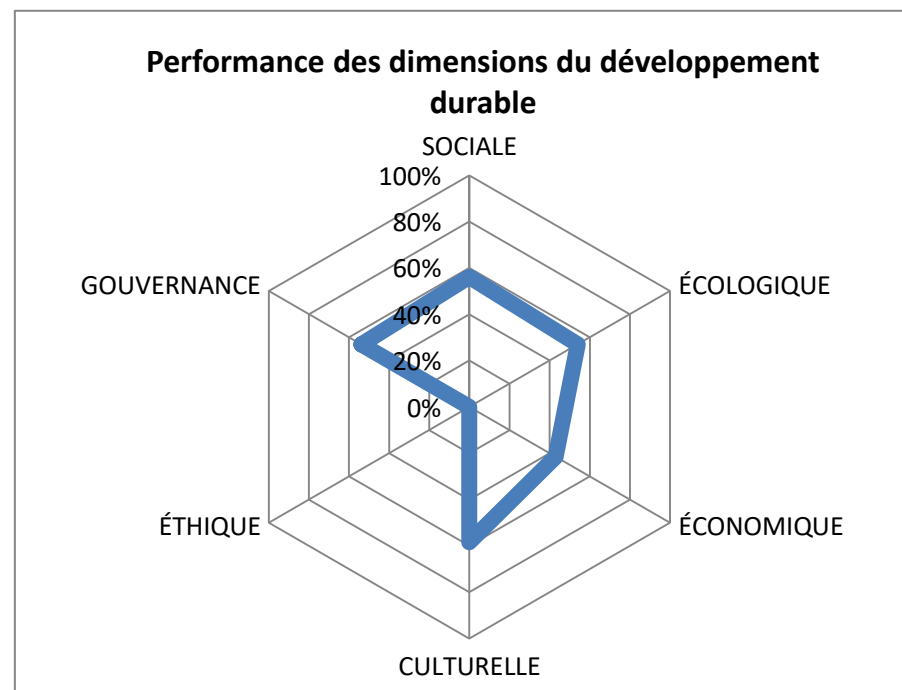 Performance des dimensions du développement
durable
SOCIALE
100%
80%
60%
40%
20%
0%
GOUVERNANCE
ÉCOLOGIQUE
ÉTHIQUE
ÉCONOMIQUE
CULTURELLE